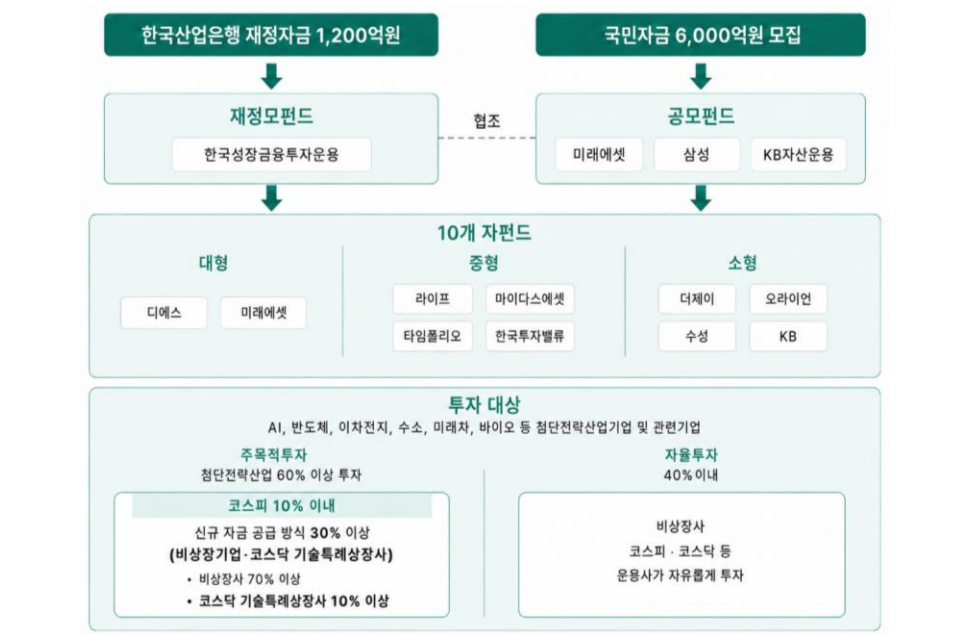 한국산업은행 재정자금 1,200억원
국민자금 6,000억원 모집
재정모펀드
한국성장금융투자운용
협조
공모펀드
미래에셋
삼성
KB자산운용
10개 자펀드
대형
디에스
미래에셋
중형
라이프
마이다스에셋
타임폴리오
한국투자밸류
소형
더제이
오라이언
수성
KB
투자 대상
AI, 반도체, 이차전지, 수소, 미래차, 바이오 등 첨단전략산업기업 및 관련기업
주목적투자
첨단전략산업 60% 이상 투자
코스피 10% 이내
신규 자금 공급 방식 30% 이상
(비상장기업·코스닥 기술특례상장사)
• 비상장사 70% 이상
• 코스닥 기술특례상장사 10% 이상
자율투자
40%이내
비상장사
코스피 · 코스닥 등
운용사가 자유롭게 투자